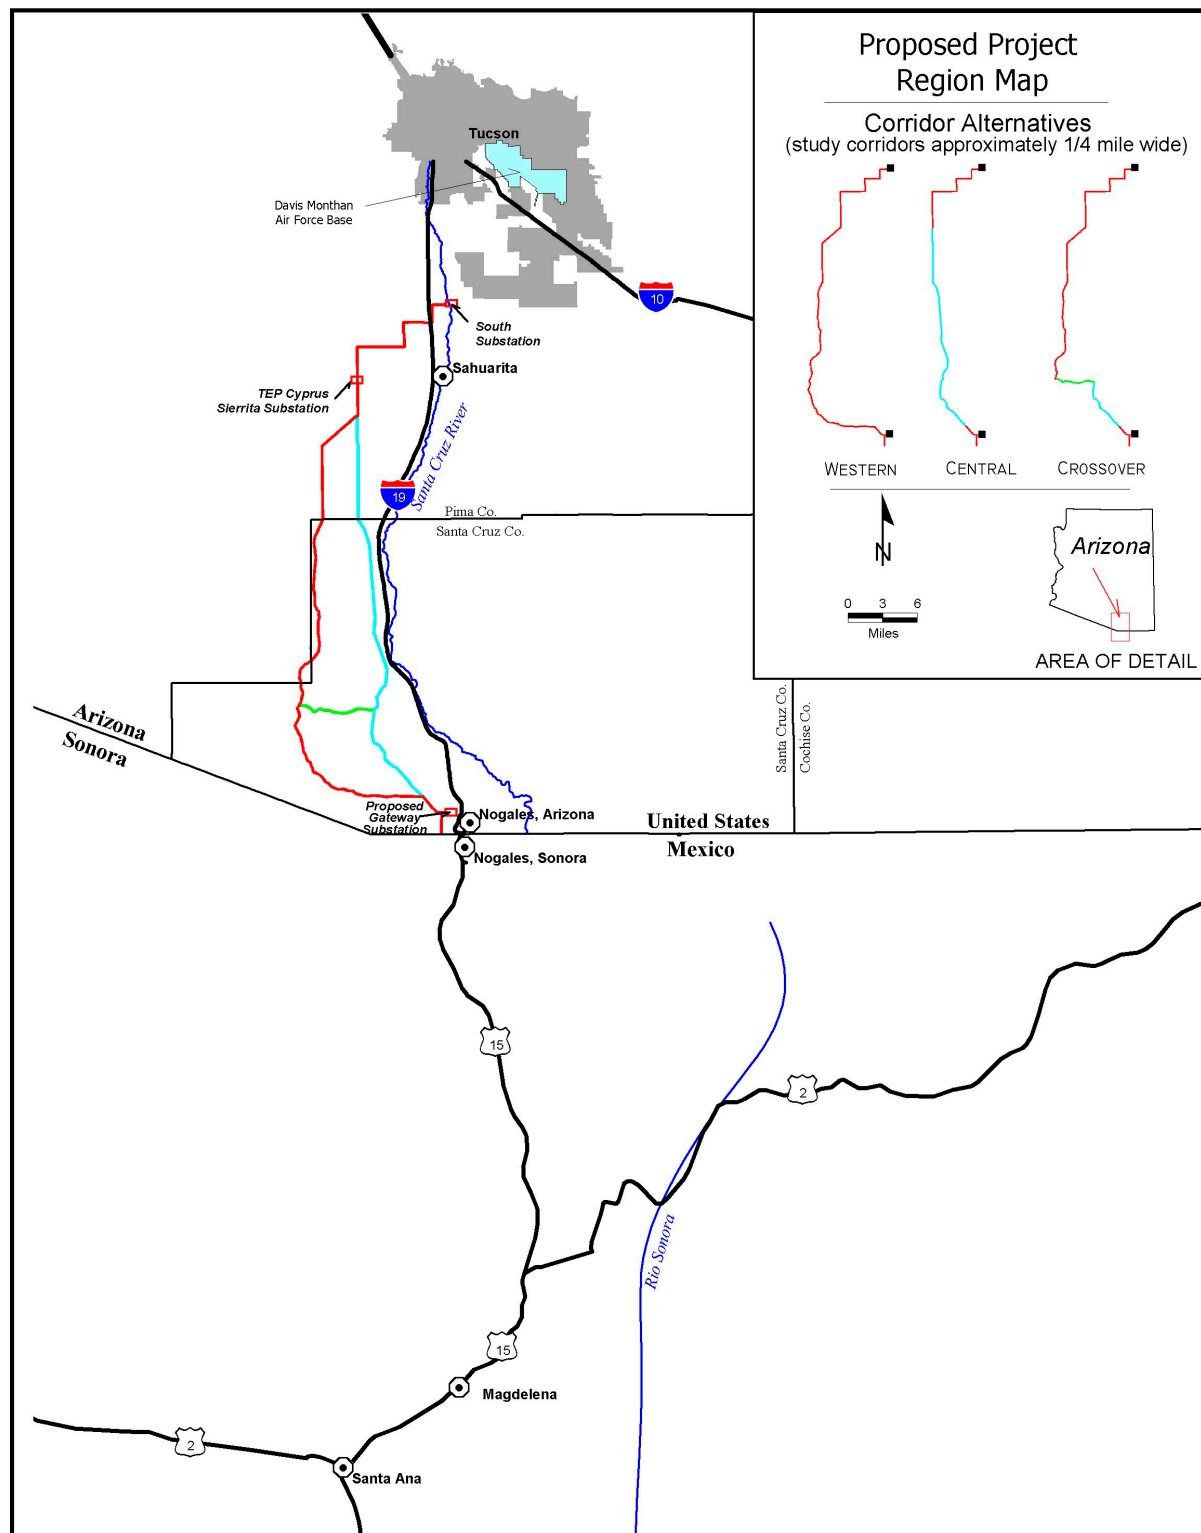 Proposed Project
Region Map
Corridor Alternatives
(study corridors approximately 1/4 mile wide)
WESTERN
CENTRAL
CROSSOVER
N
0 3 6
Miles
Arizona
AREA OF DETAIL
Tucson
Davis Monthan
Air Force Base
10
South
Substation
Sahuarita
TEP Cyprus
Sierrita Substation
Santa Cruz River
19
Pima Co.
Santa Cruz Co.
Santa Cruz Co.
Cochise Co.
Arizona
Sonora
Proposed
Gateway
Substation
Nogales, Arizona
United States
Mexico
Nogales, Sonora
15
2
Rio Sonora
15
Magdelena
2
Santa Ana